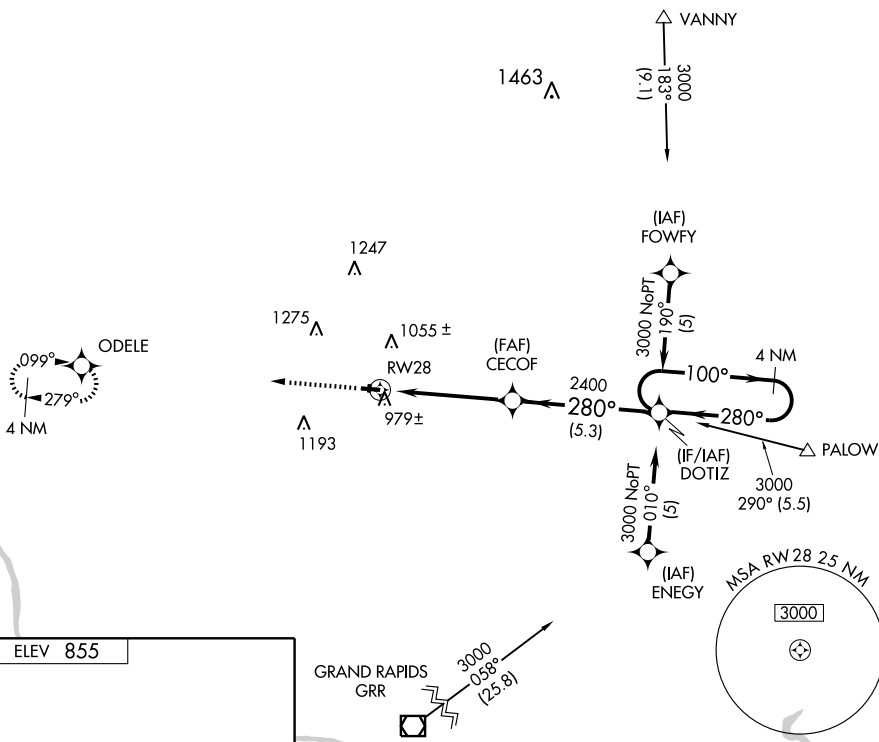 VANNY
3000
183°
(9.1)
1463
(IAF)
FOWFY
3000 NoPT
190°
(5)
1247
1275
1055 ±
RW28
979±
1193
ODELE
099°
279°
4 NM
(FAF)
CECOF
2400
280°
(5.3)
4 NM
100°
280°
(IF/IAF)
DOTIZ
PALOW
3000
290° (5.5)
3000 NoPT
010°
(5)
(IAF)
ENEGY
MSA RW28 25 NM
3000
ELEV 855
GRAND RAPIDS
GRR
3000
058°
(25.8)